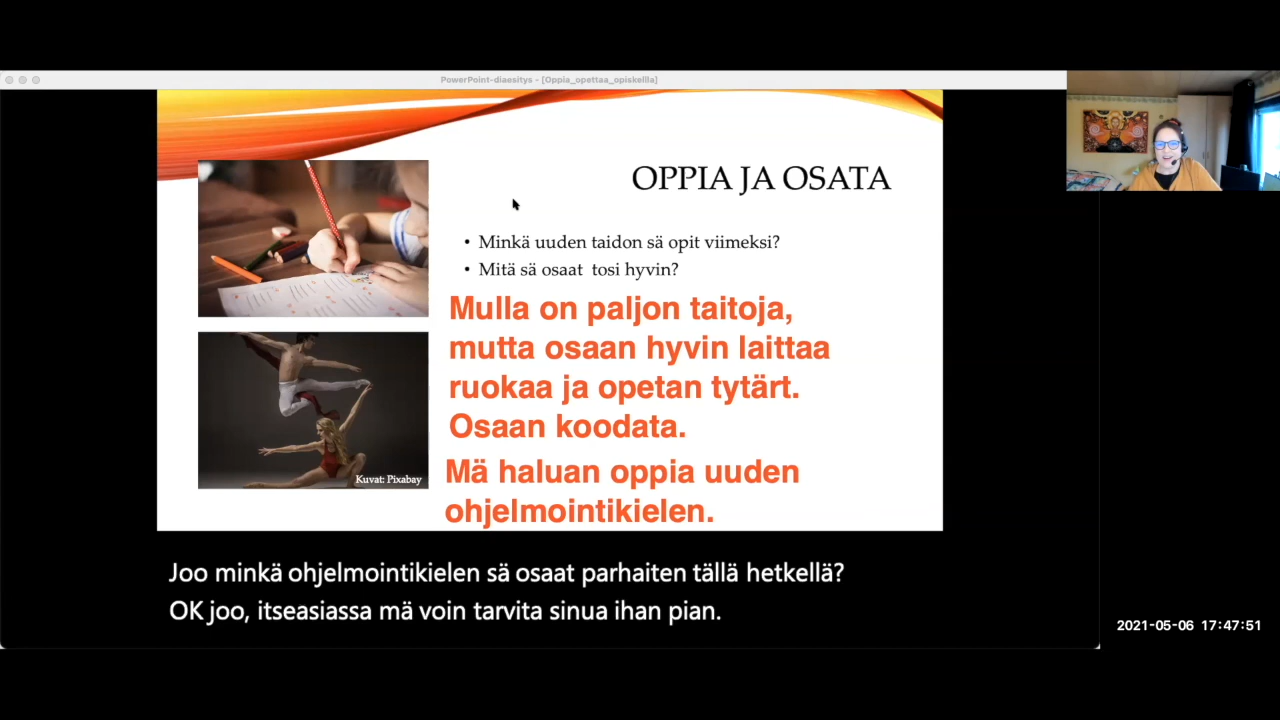 PowerPoint-diaesitys - [Oppia_opettaa_opiskella]
OPPIA JA OSATA
• Minkä uuden taidon sä opit viimeksi?
• Mitä sä osaat tosi hyvin?
Mulla on paljon taitoja,
mutta osaan hyvin laittaa
ruokaa ja opetan tytärt.
Osaan koodata.
Mä haluan oppia uuden
ohjelmointikielen.
Kuvat: Pixabay
Joo minkä ohjelmointikielen sä osaat parhaiten tällä hetkellä?
OK joo, itseasiassa mä voin tarvita sinua ihan pian.
2021-05-06 17:47:51